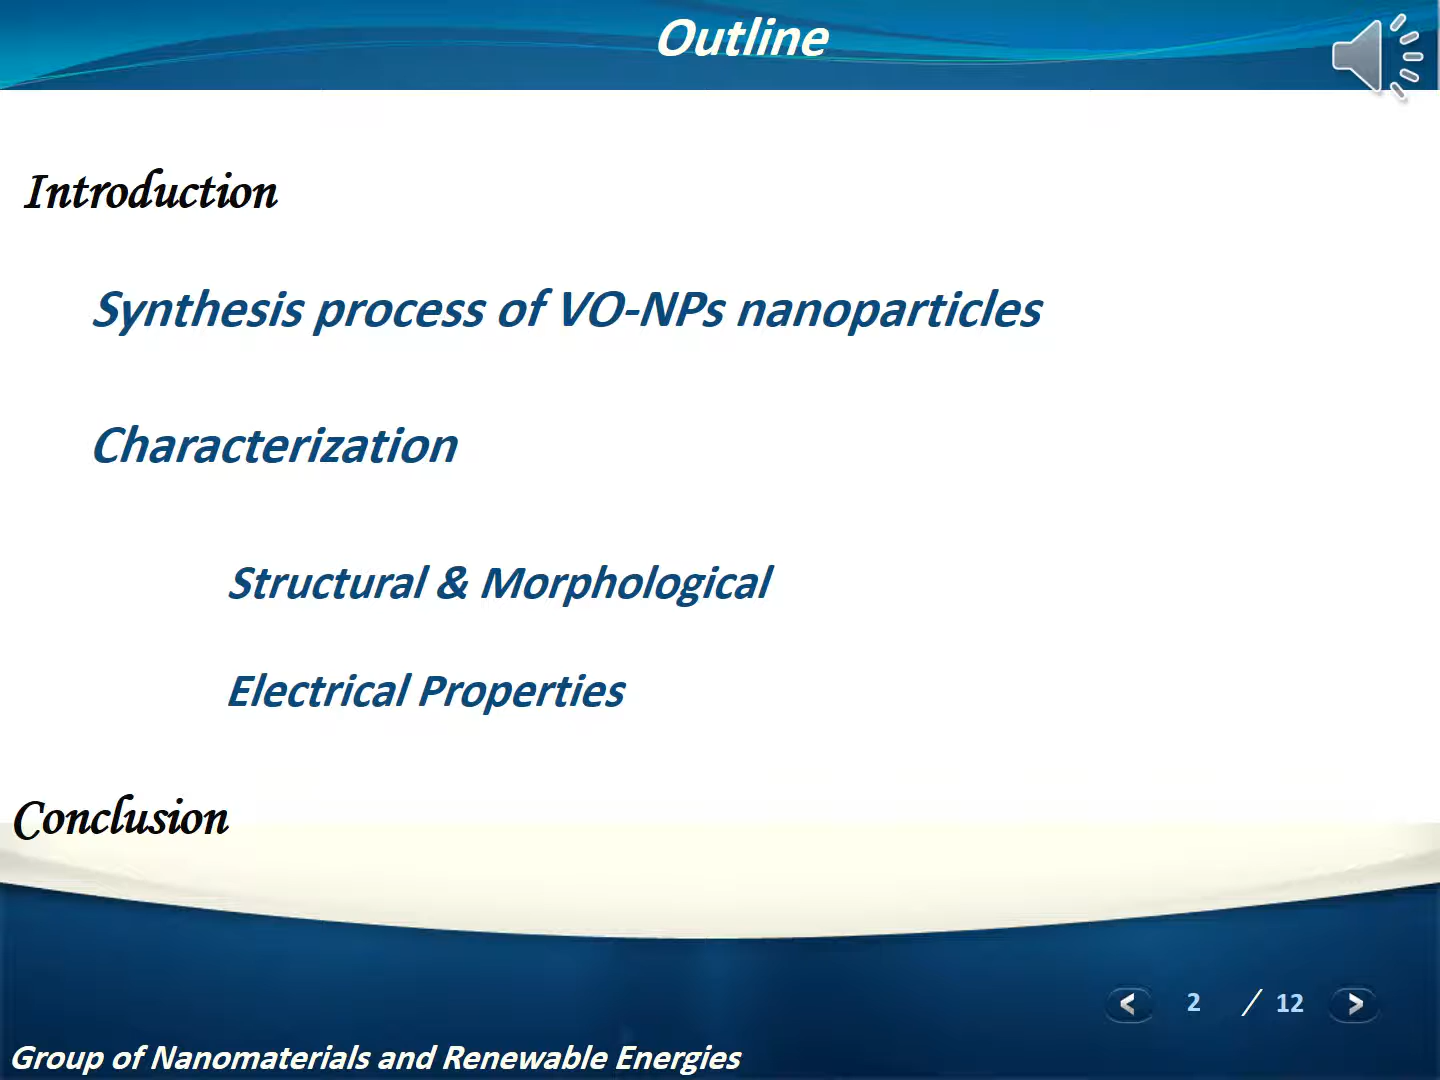 Outline
Introduction
Synthesis process of VO-NPs nanoparticles
Characterization
Structural & Morphological
Electrical Properties
Conclusion
2 / 12
Group of Nanomaterials and Renewable Energies